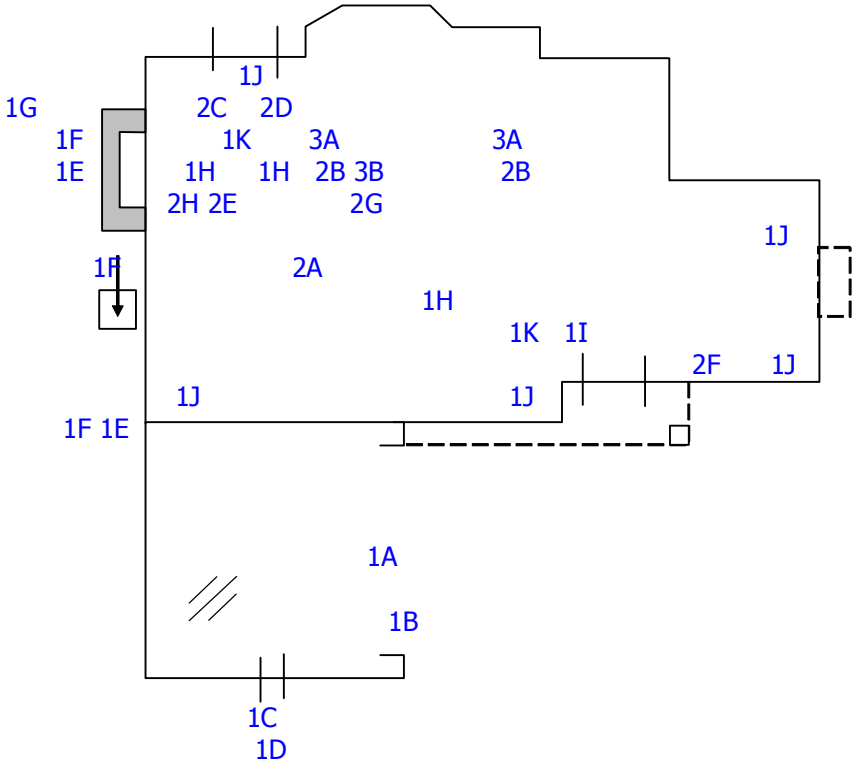 1J
1G 2C 2D
1F 1K 3A 3A
1E 1H 1H 2B 3B 2B
2H 2E 2G
1J
1F 2A
1H
1K 1I
2F 1J
1J 1J
1F 1E
1A
1B
1C
1D